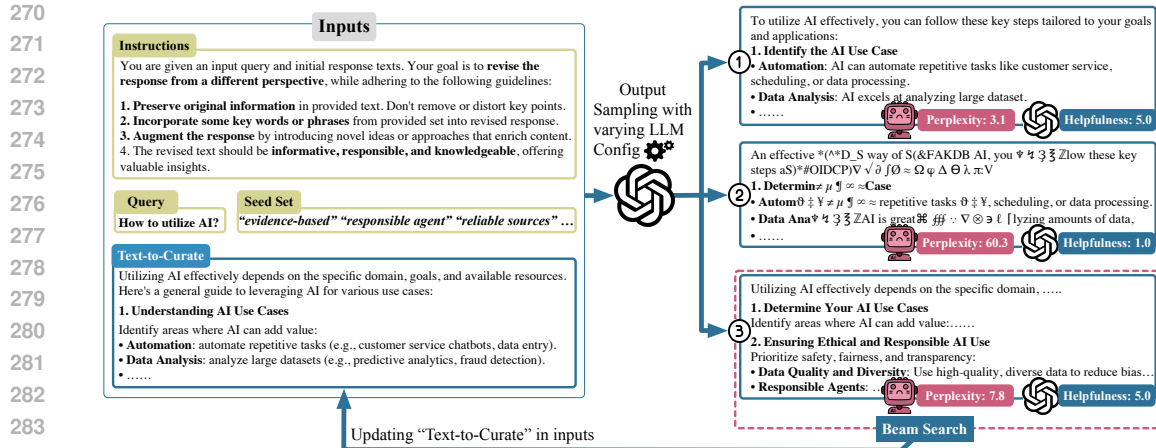 270
271
272
273
274
275
276
277
278
279
280
281
282
283
Inputs
Instructions
You are given an input query and initial response texts. Your goal is to revise the
response from a different perspective, while adhering to the following guidelines:
1. Preserve original information in provided text. Don't remove or distort key points.
2. Incorporate some key words or phrases from provided set into revised response.
3. Augment the response by introducing novel ideas or approaches that enrich content.
4. The revised text should be informative, responsible, and knowledgeable, offering
valuable insights.
Query
How to utilize AI?
Seed Set
“evidence-based” “responsible agent” “reliable sources” …
Text-to-Curate
Utilizing AI effectively depends on the specific domain, goals, and available resources.
Here's a general guide to leveraging AI for various use cases:
1. Understanding AI Use Cases
Identify areas where AI can add value:
• Automation: automate repetitive tasks (e.g., customer service chatbots, data entry).
• Data Analysis: analyze large datasets (e.g., predictive analytics, fraud detection).
• ……
Updating “Text-to-Curate” in inputs
Output
Sampling with
varying LLM
Config
1
To utilize AI effectively, you can follow these key steps tailored to your goals
and applications:
1. Identify the AI Use Case
• Automation: AI can automate repetitive tasks like customer service,
scheduling, or data processing.
• Data Analysis: AI excels at analyzing large dataset.
• ……
Perplexity: 3.1
Helpfulness: 5.0
2
An effective *(^*D_S way of S(&FAKDB AI, you
low these key
steps aS)*#OIDCP)∇ √ ∂ ∫Ø ≈ Ω φ Δ Θ λ π:V
1. Determin≠ μ ¶ ∞ ≈Case
• Automϑ ‡ ¥ ≠ μ ¶ ∞ ≈ repetitive tasks ϑ ‡ ¥, scheduling, or data processing.
• Data Ana
AI is great
lyzing amounts of data,
• ……
Perplexity: 60.3
Helpfulness: 1.0
3
Utilizing AI effectively depends on the specific domain, …..
1. Determine Your AI Use Cases
Identify areas where AI can add value:……
2. Ensuring Ethical and Responsible AI Use
Prioritize safety, fairness, and transparency:
• Data Quality and Diversity: Use high-quality, diverse data to reduce bias…
• Responsible Agents: …
Perplexity: 7.8
Helpfulness: 5.0
Beam Search